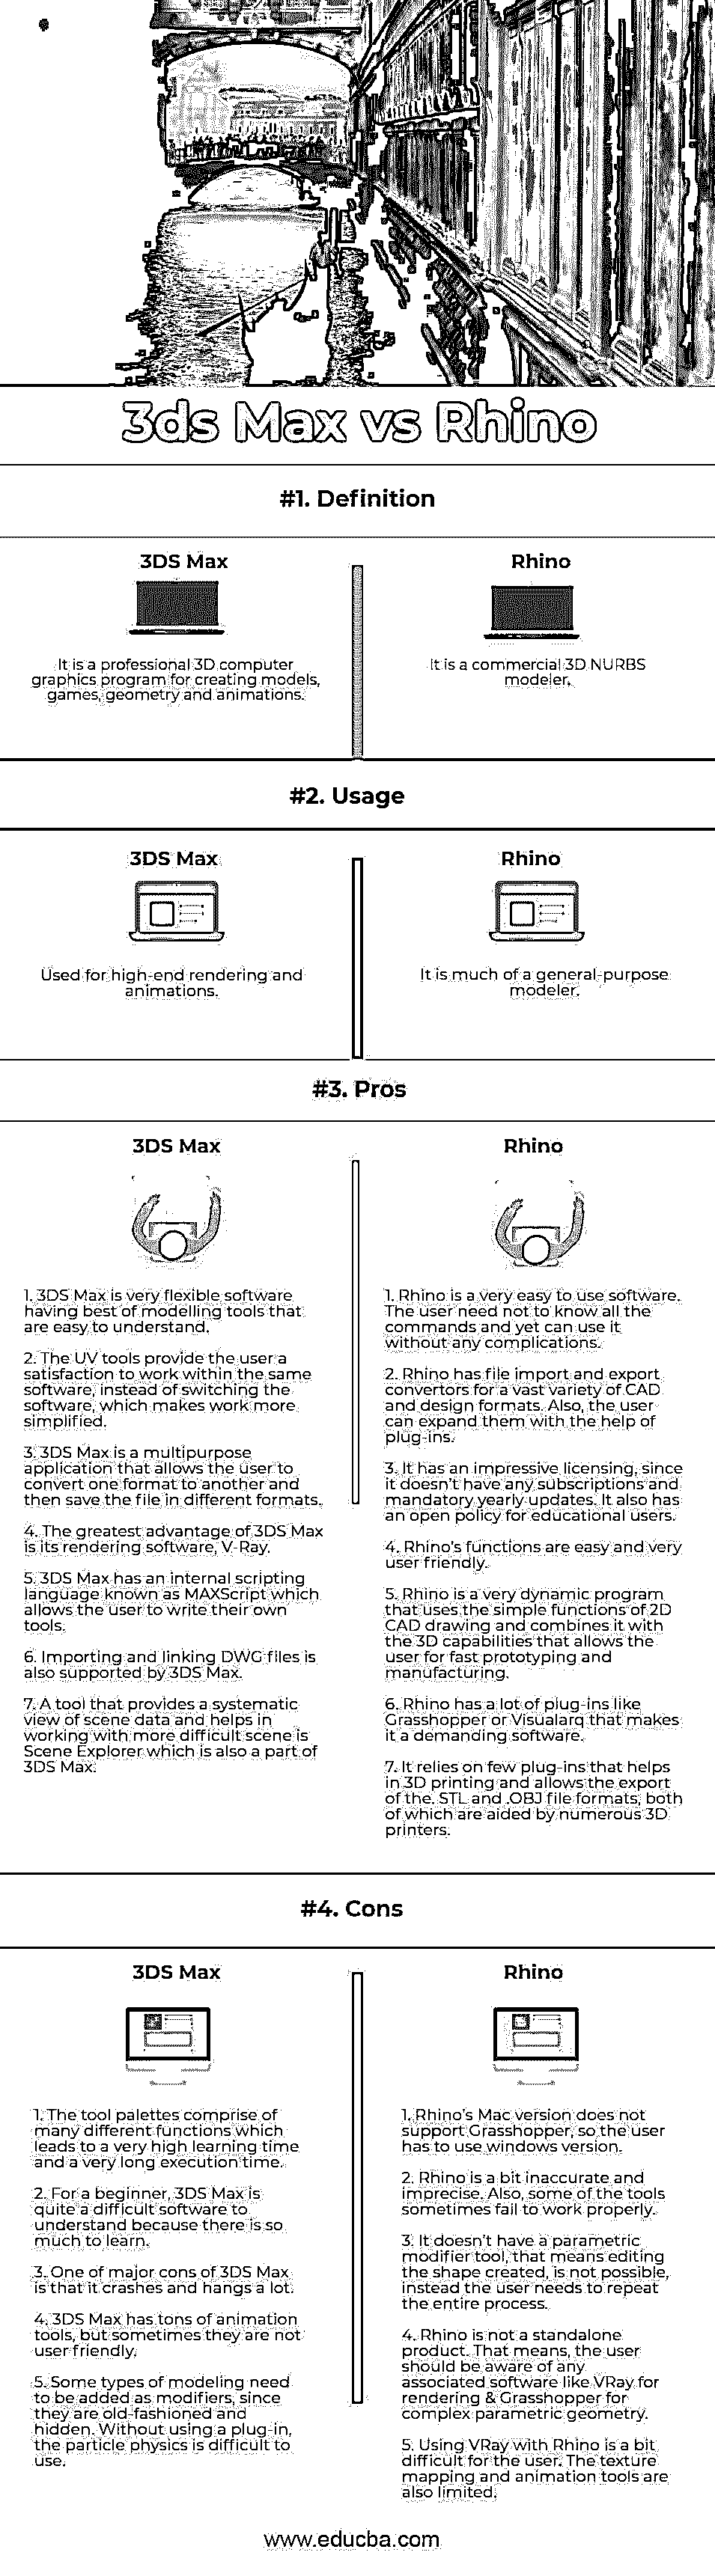 3ds Max vs Rhino
#1. Definition
3DS Max
Rhino
It is a professional 3D computer
graphics program for creating models,
games, geometry and animations.
It is a commercial 3D NURBS
modeler.
#2. Usage
3DS Max
Rhino
Used for high-end rendering and
animations.
It is much of a general-purpose
modeler.
#3. Pros
3DS Max
Rhino
1. 3DS Max is very flexible software
having best of modelling tools that
are easy to understand.
2. The UV tools provide the user a
satisfaction to work within the same
software, instead of switching the
software, which makes work more
simplified.
3. 3DS Max is a multipurpose
application that allows the user to
convert one format to another and
then save the file in different formats.
4. The greatest advantage of 3DS Max
is its rendering software, V-Ray.
5. 3DS Max has an internal scripting
language known as MAXScript which
allows the user to write their own
tools.
6. Importing and linking DWG files is
also supported by 3DS Max.
7. A tool that provides a systematic
view of scene data and helps in
working with more difficult scene is
Scene Explorer which is also a part of
3DS Max.
1. Rhino is a very easy to use software.
The user need not to know all the
commands and yet can use it
without any complications.
2. Rhino has file import and export
convertors for a vast variety of CAD
and design formats. Also, the user
can expand them with the help of
plug-ins.
3. It has an impressive licensing, since
it doesn't have any subscriptions and
mandatory yearly updates. It also has
an open policy for educational users.
4. Rhino's functions are easy and very
user friendly.
5. Rhino is a very dynamic program
that uses the simple functions of 2D
CAD drawing and combines it with
the 3D capabilities that allows the
user for fast prototyping and
manufacturing.
6. Rhino has a lot of plug-ins like
Grasshopper or Visualarq that makes
it a demanding software.
7. It relies on few plug-ins that helps
in 3D printing and allows the export
of the. STL and .OBJ file formats, both
of which are aided by numerous 3D
printers.
#4. Cons
3DS Max
Rhino
1. The tool palettes comprise of
many different functions which
leads to a very high learning time
and a very long execution time.
2. For a beginner, 3DS Max is
quite a difficult software to
understand because there is so
much to learn.
3. One of major cons of 3DS Max
is that it crashes and hangs a lot.
4. 3DS Max has tons of animation
tools, but sometimes they are not
user friendly.
5. Some types of modeling need
to be added as modifiers, since
they are old-fashioned and
hidden. Without using a plug-in,
the particle physics is difficult to
use.
1. Rhino's Mac version does not
support Grasshopper, so the user
has to use windows version.
2. Rhino is a bit inaccurate and
imprecise. Also, some of the tools
sometimes fail to work properly.
3. It doesn't have a parametric
modifier tool, that means editing
the shape created, is not possible,
instead the user needs to repeat
the entire process.
4. Rhino is not a standalone
product. That means, the user
should be aware of any
associated software like VRay for
rendering & Grasshopper for
complex parametric geometry.
5. Using VRay with Rhino is a bit
difficult for the user. The texture
mapping and animation tools are
also limited.
www.educba.com